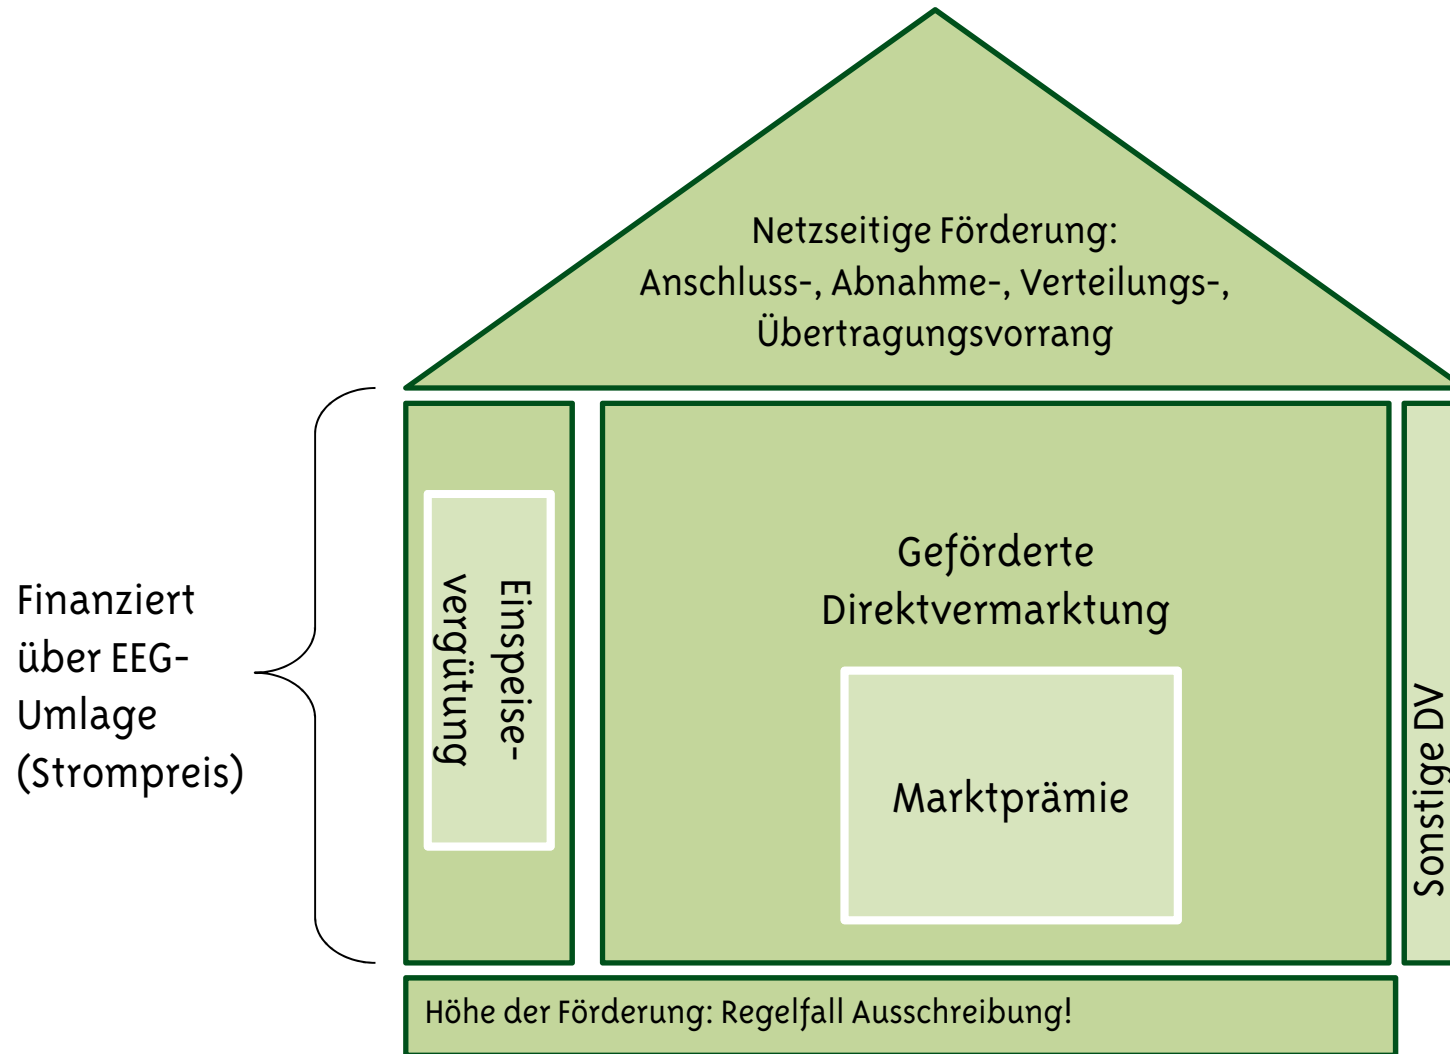 Netzseitige Förderung:
Anschluss-, Abnahme-, Verteilungs-,
Übertragungsvorrang
Finanziert
über EEG-
Umlage
(Strompreis)
Einspeise-
vergütung
Geförderte
Direktvermarktung
Marktprämie
Sonstige DV
Höhe der Förderung: Regelfall Ausschreibung!